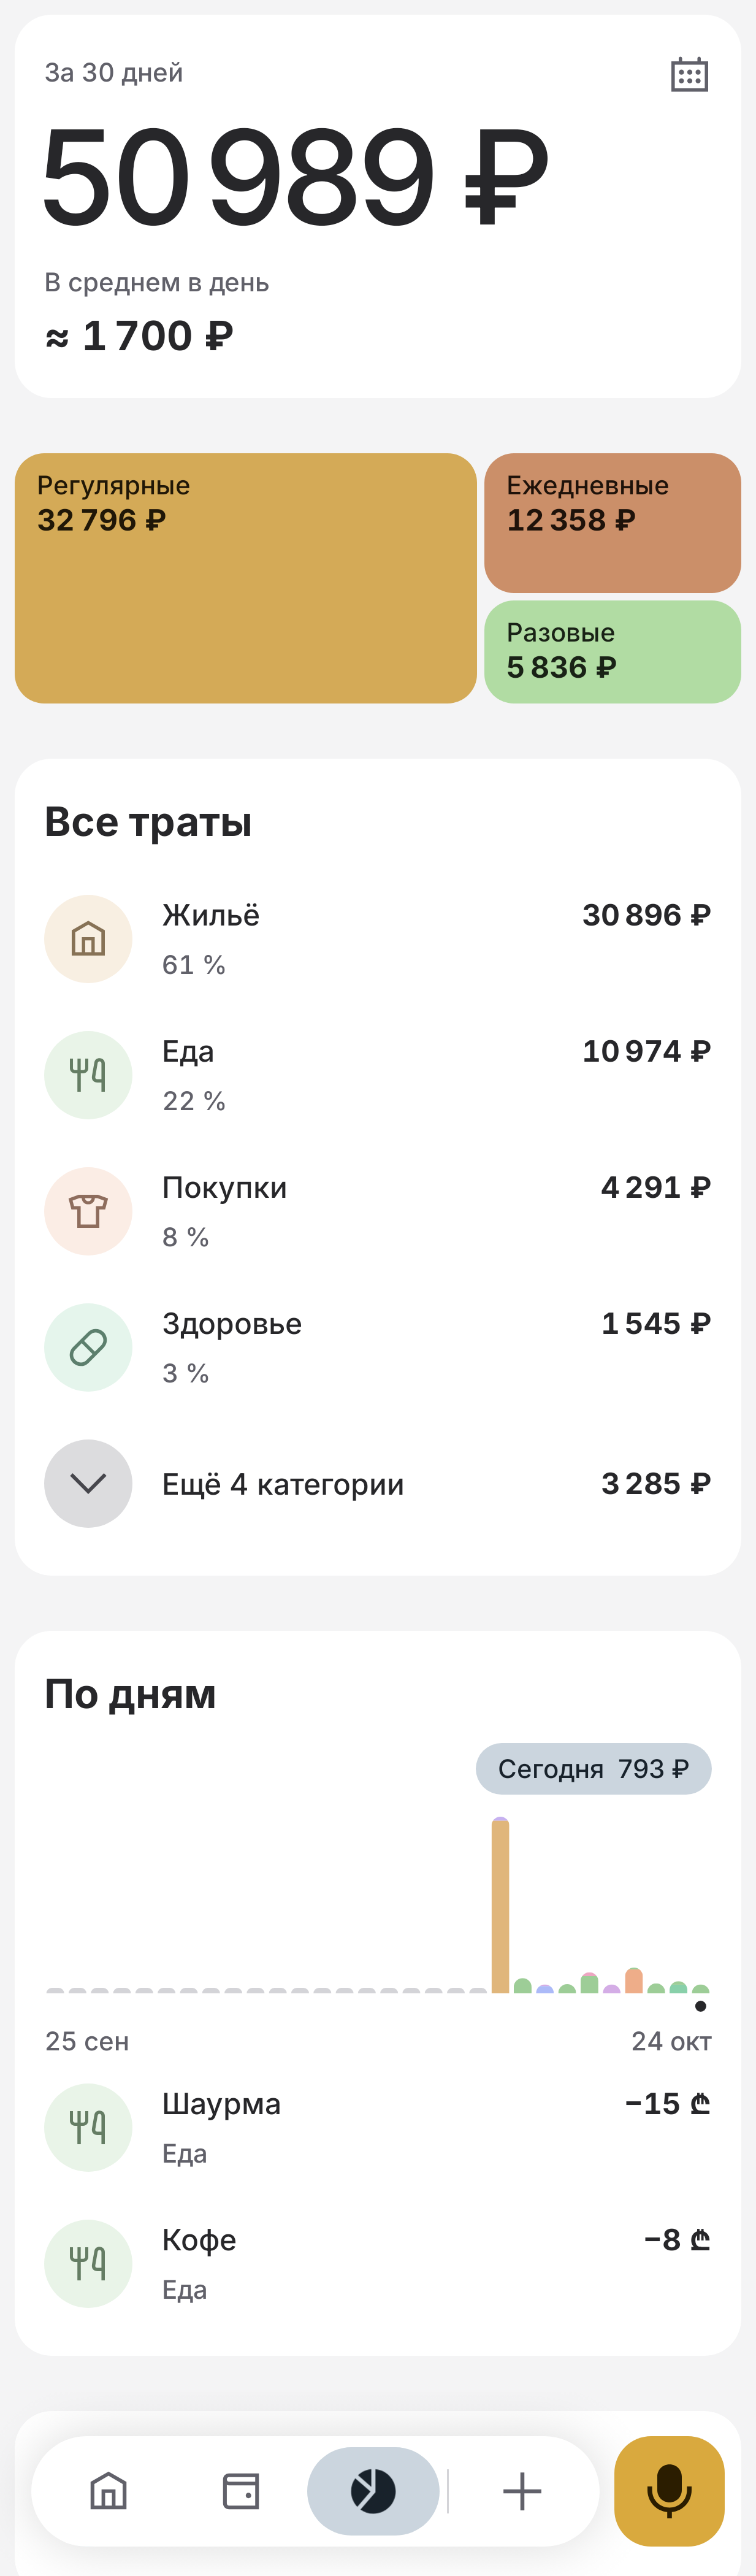 За 30 дней
50 989 ₽
В среднем в день
≈ 1 700 ₽
Регулярные
32 796 ₽
Ежедневные
12 358 ₽
Разовые
5 836 ₽
Все траты
Жильё 30 896 ₽
61 %
Еда 10 974 ₽
22 %
Покупки 4 291 ₽
8 %
Здоровье 1 545 ₽
3 %
Ещё 4 категории 3 285 ₽
По дням
Сегодня 793 ₽
25 сен 24 окт
Шаурма −15 ₾
Еда
Кофе −8 ₾
Еда